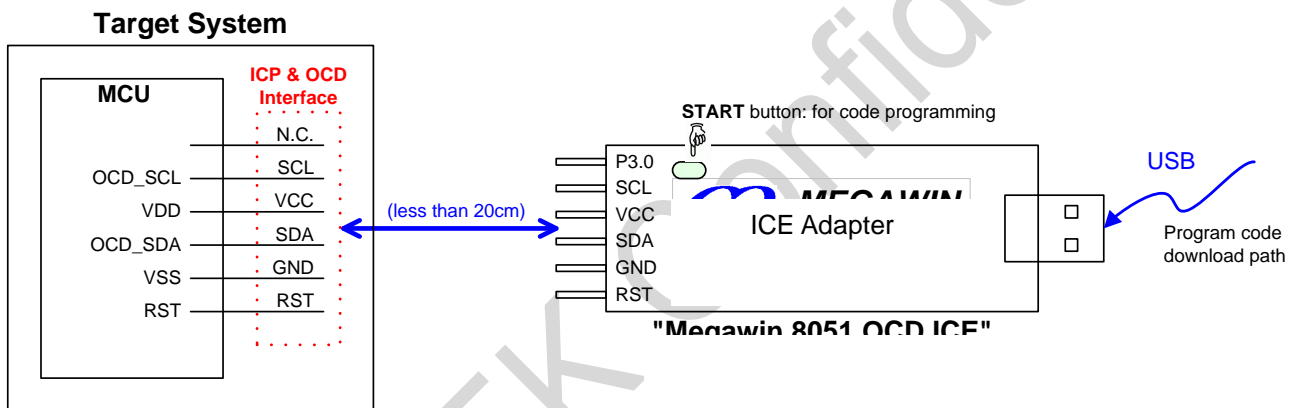 Target System
ICP & OCD
Interface
MCU
N.C.
SCL
VCC
SDA
GND
RST
OCD_SCL
VDD
OCD_SDA
VSS
RST
(less than 20cm)
START button: for code programming
P3.0
SCL
VCC
SDA
GND
RST
MEGAWIN
ICE Adapter
"Megawin 8051 OCD ICE"
USB
Program code
download path